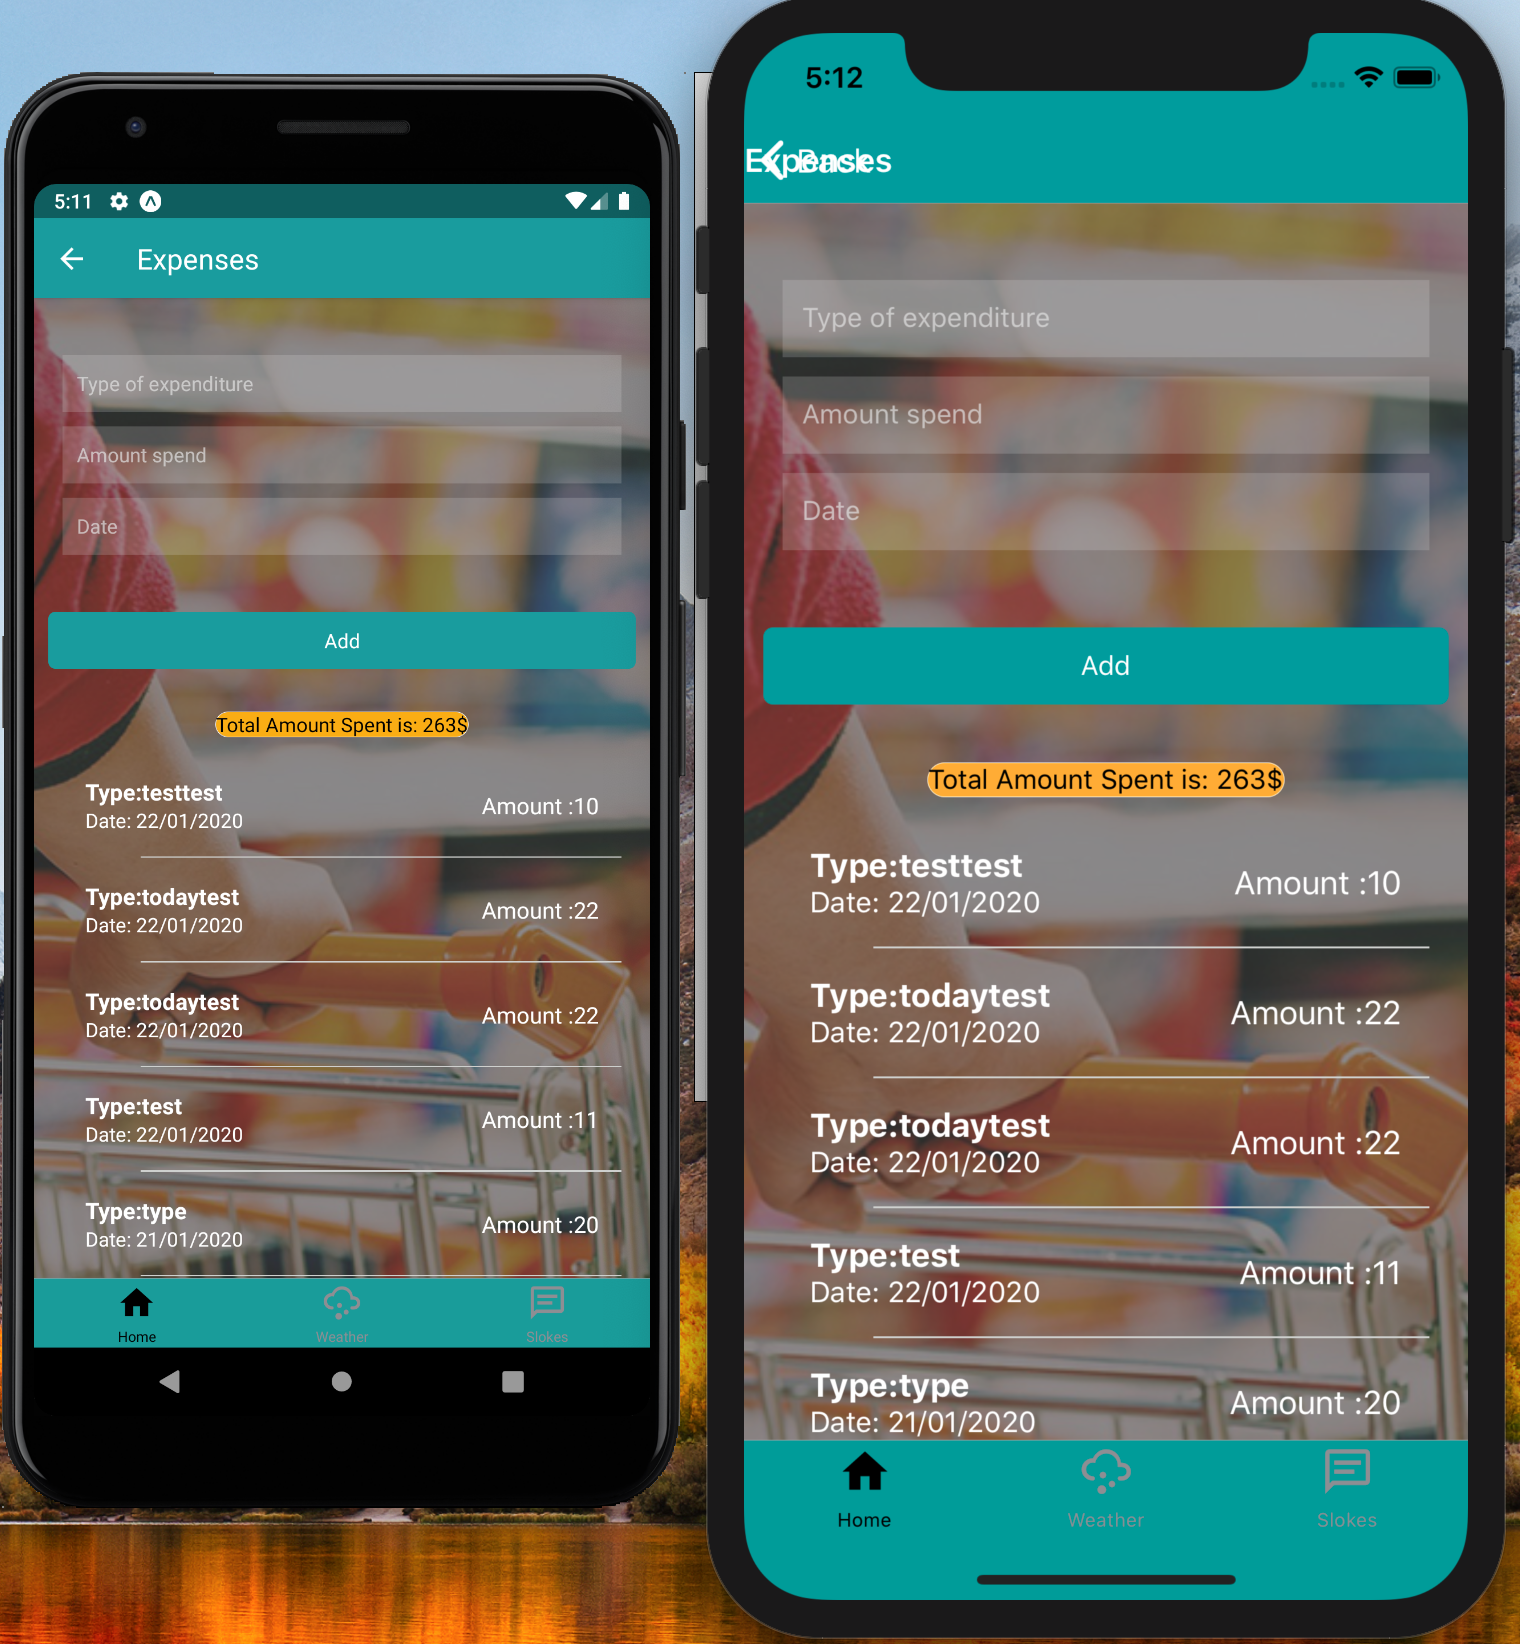 5:11
Expenses
Type of expenditure
Amount spend
Date
Add
Total Amount Spent is: 263$
Type:testtest
Date: 22/01/2020
Amount :10
Type:todaytest
Date: 22/01/2020
Amount :22
Type:todaytest
Date: 22/01/2020
Amount :22
Type:test
Date: 22/01/2020
Amount :11
Type:type
Date: 21/01/2020
Amount :20
Home
Weather
Slokes
5:12
Expenses
Back
Type of expenditure
Amount spend
Date
Add
Total Amount Spent is: 263$
Type:testtest
Date: 22/01/2020
Amount :10
Type:todaytest
Date: 22/01/2020
Amount :22
Type:todaytest
Date: 22/01/2020
Amount :22
Type:test
Date: 22/01/2020
Amount :11
Type:type
Date: 21/01/2020
Amount :20
Home
Weather
Slokes